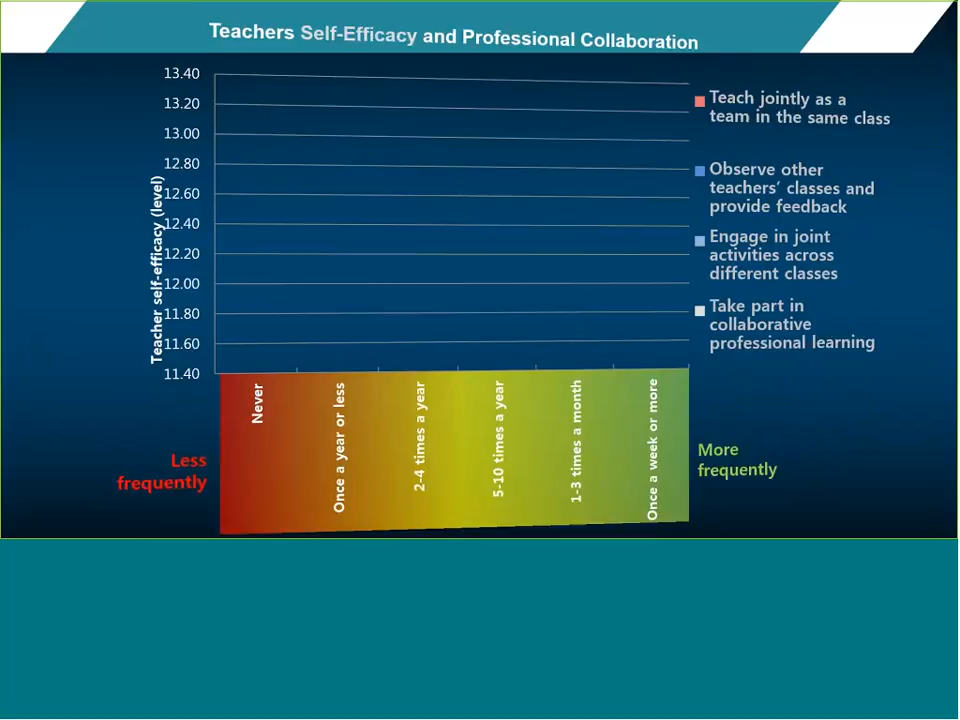 Teachers Self-Efficacy and Professional Collaboration
13.40
13.20
13.00
12.80
12.60
12.40
12.20
12.00
11.80
11.60
11.40
Teacher self-efficacy (level)
Teach jointly as a
team in the same class
Observe other
teachers’ classes and
provide feedback
Engage in joint
activities across
different classes
Take part in
collaborative
professional learning
Never
Once a year or less
2-4 times a year
5-10 times a year
1-3 times a month
Once a week or more
Less
frequently
More
frequently